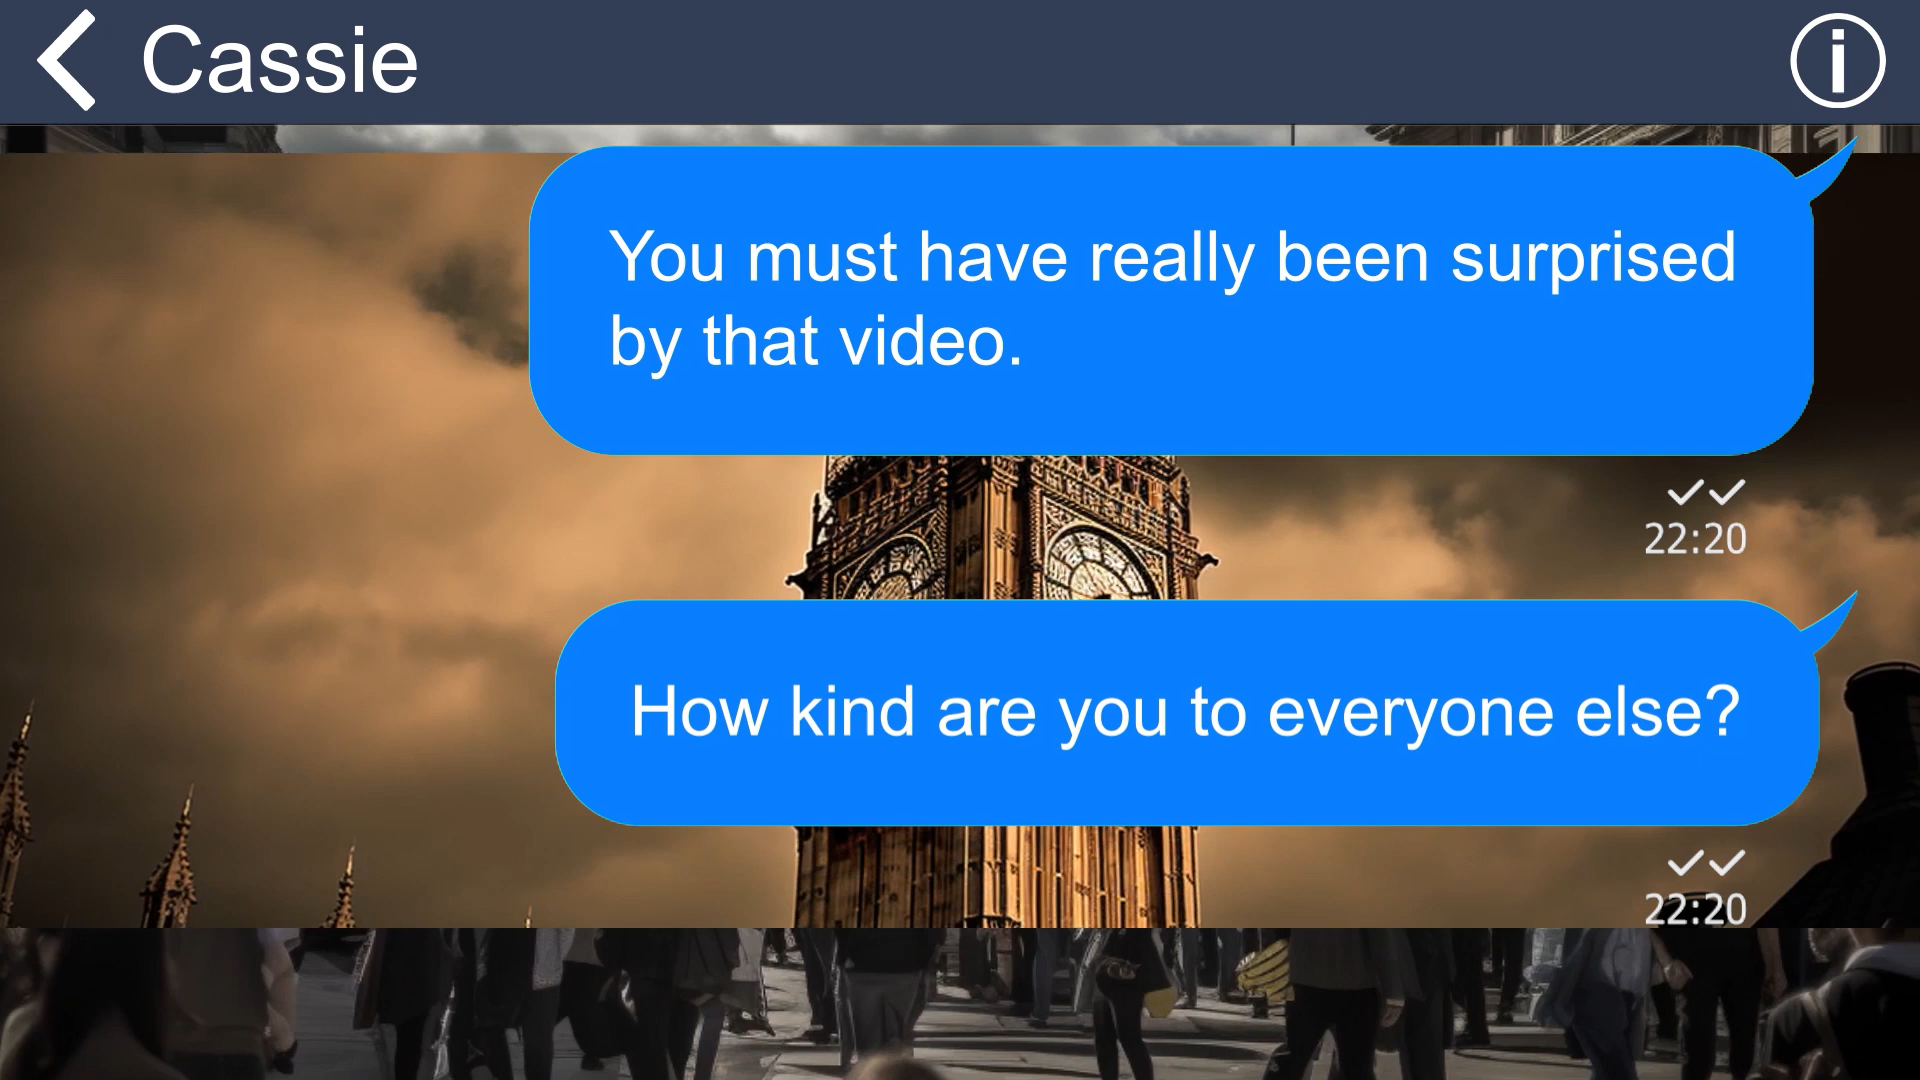 Cassie
You must have really been surprised
by that video.
22:20
How kind are you to everyone else?
22:20